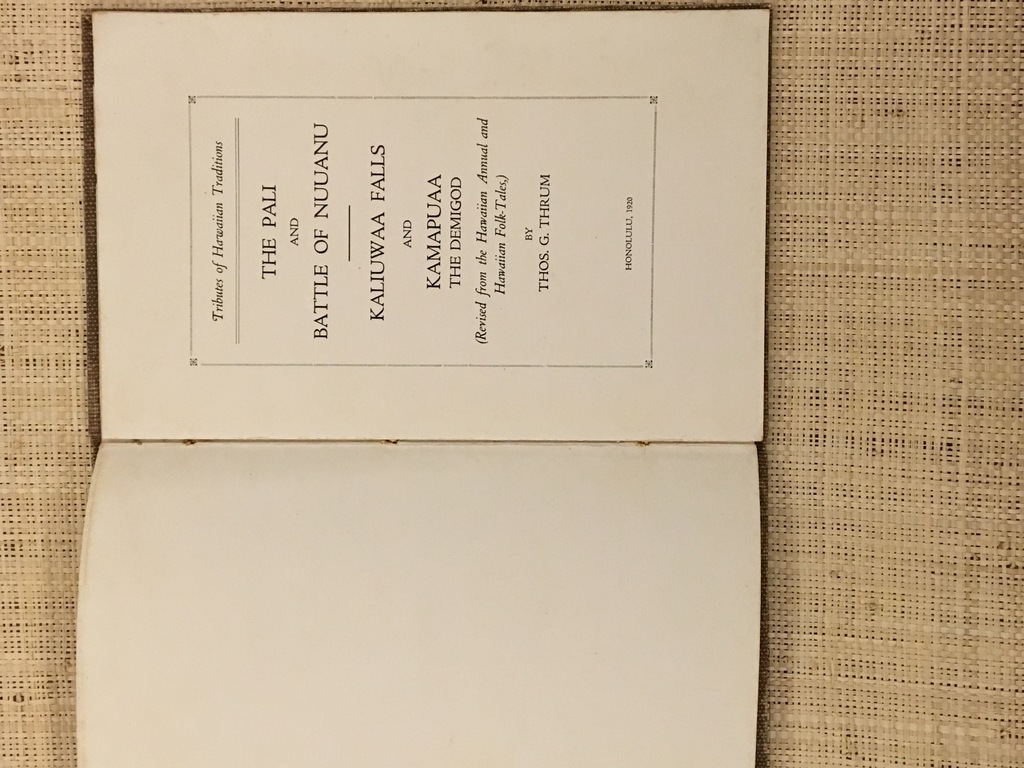 Tributes of Hawaiian Traditions
THE PALI
AND
BATTLE OF NUUANU
KALIUWAA FALLS
AND
KAMAPUAA
THE DEMIGOD
(Revised from the Hawaiian Annual and
Hawaiian Folk-Tales.)
BY
THOS. G. THRUM
HONOLULU, 1920